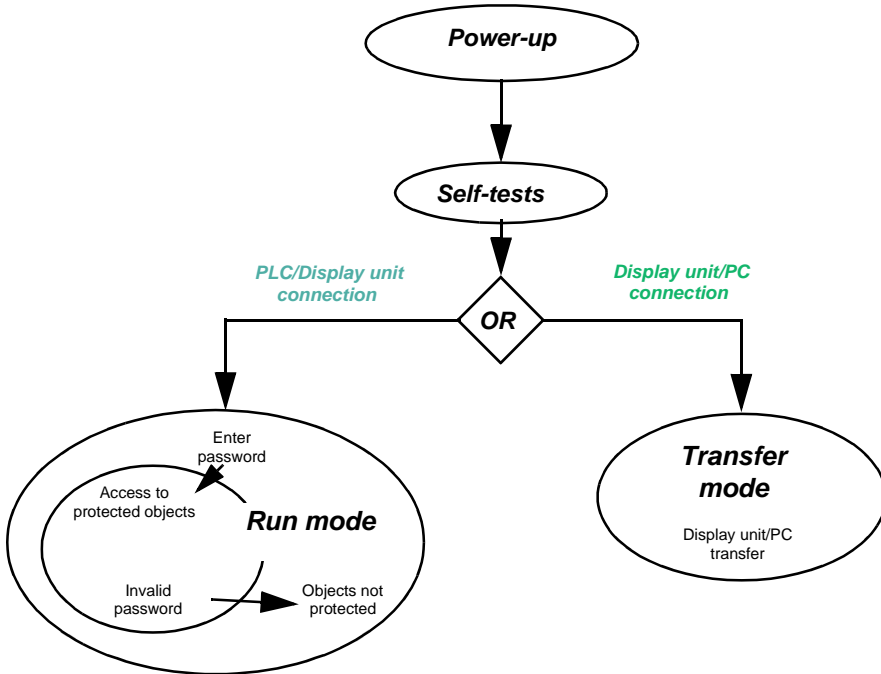 Power-up
Self-tests
PLC/Display unit
connection
Display unit/PC
connection
OR
Enter
password
Access to
protected objects
Run mode
Invalid
password
Objects not
protected
Transfer
mode
Display unit/PC
transfer